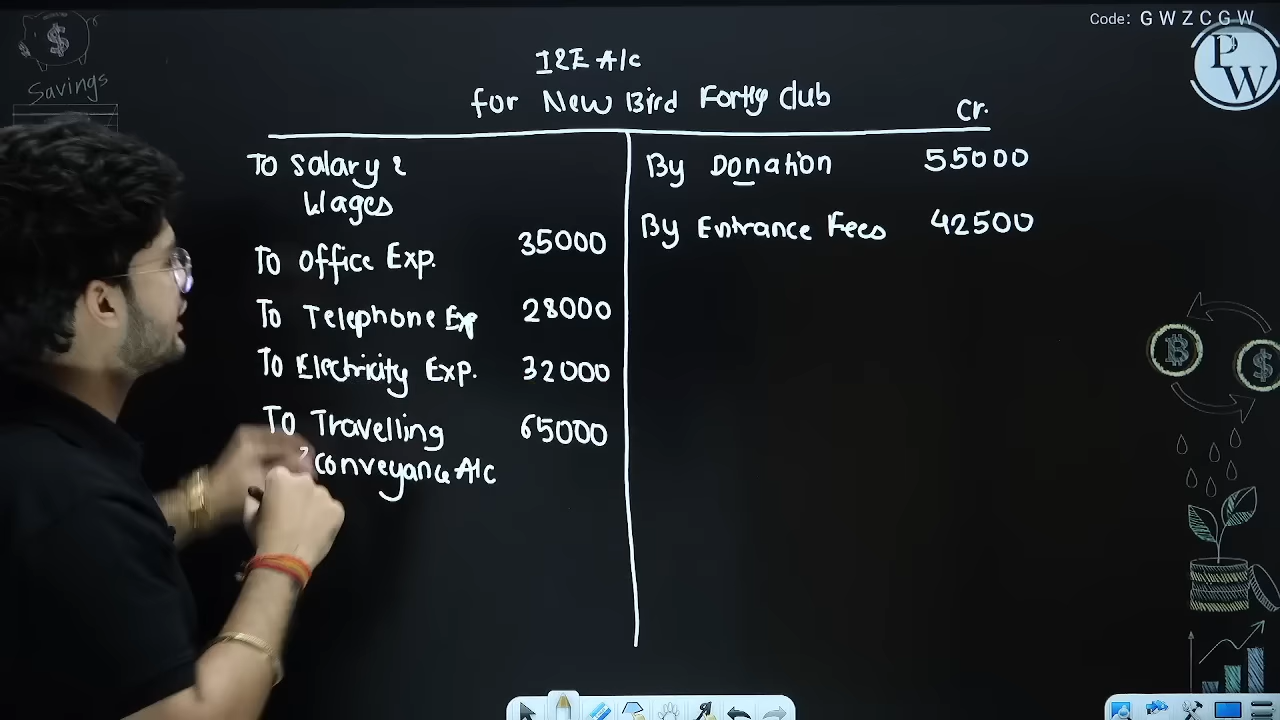 Code: G W Z C G W
Savings
PW
I & E A/c
for New Bird Forty club
Cr.
To Salary &
Wages
To Office Exp. 35000
To Telephone Exp 28000
To Electricity Exp. 32000
To Travelling 65000
& conveyance A/c
By Donation 55000
By Entrance Fees 42500